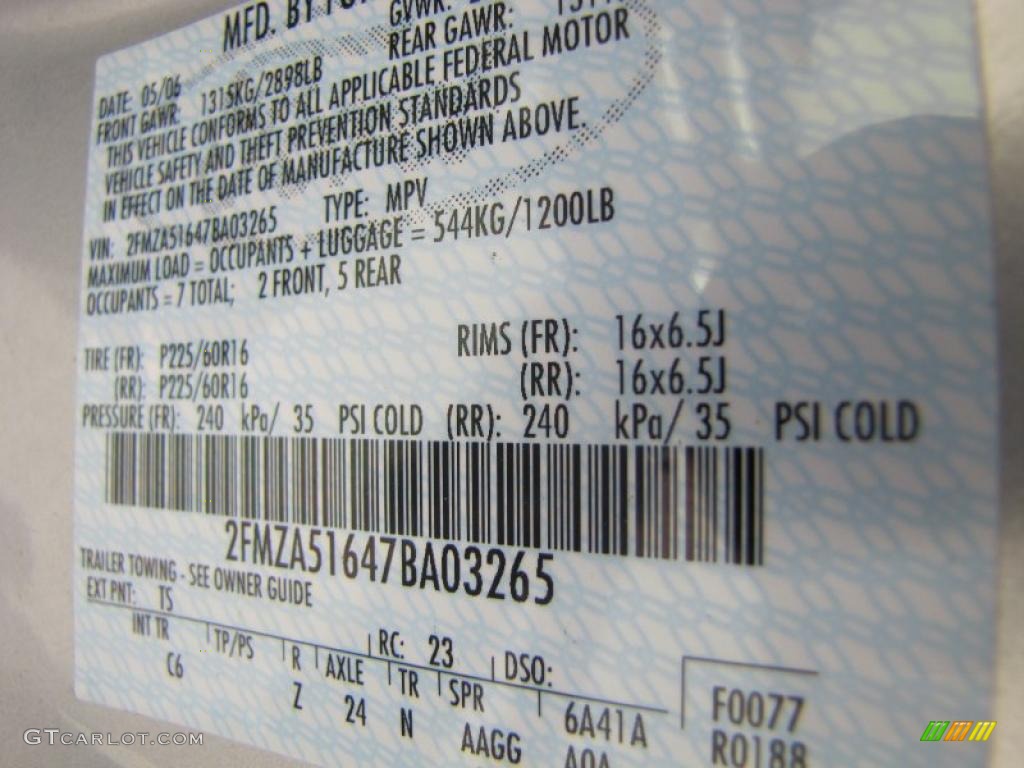 MFD. BY
GVWR:
DATE: 05/06
REAR GAWR:
FRONT GAWR: 1315KG/2898LB
THIS VEHICLE CONFORMS TO ALL APPLICABLE FEDERAL MOTOR
VEHICLE SAFETY AND THEFT PREVENTION STANDARDS
IN EFFECT ON THE DATE OF MANUFACTURE SHOWN ABOVE.
VIN: 2FMZA51647BA03265 TYPE: MPV
MAXIMUM LOAD = OCCUPANTS + LUGGAGE = 544KG/1200LB
OCCUPANTS = 7 TOTAL; 2 FRONT, 5 REAR
TIRE (FR): P225/60R16 RIMS (FR): 16x6.5J
(RR): P225/60R16 (RR): 16x6.5J
PRESSURE (FR): 240 kPa/ 35 PSI COLD (RR): 240 kPa/ 35 PSI COLD
2FMZA51647BA03265
TRAILER TOWING - SEE OWNER GUIDE
EXT PNT: TS RC: 23 DSO:
INT TR TP/PS R AXLE TR SPR
C6 Z 24 N AAGG 6A41A
F0077
R0188
GTCARLOT.COM